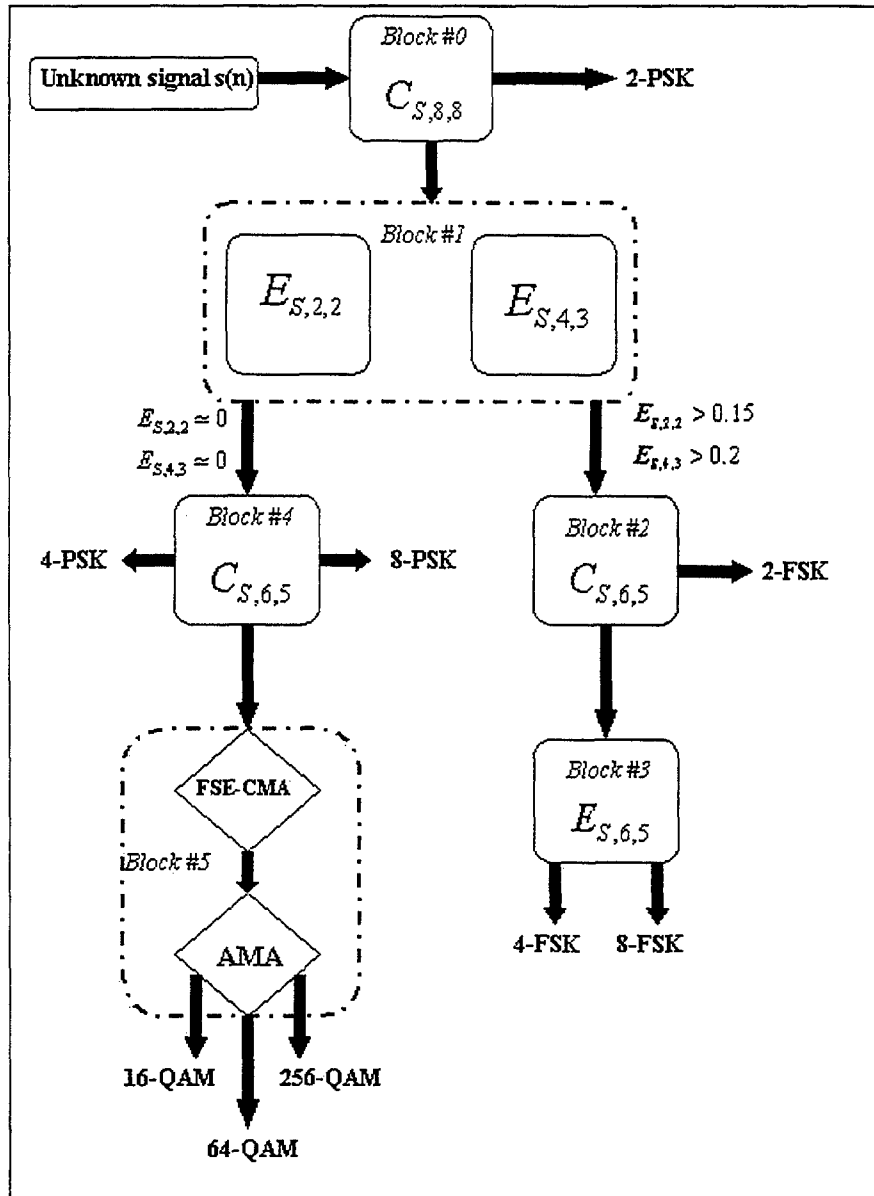 Block #0
Unknown signal s(n)
C_{S,8,8}
2-PSK
Block #1
E_{S,2,2}
E_{S,4,3}
E_{S,2,2} ≃ 0
E_{S,4,3} ≃ 0
E_{s,2,2} > 0.15
E_{s,4,3} > 0.2
Block #4
4-PSK
8-PSK
C_{S,6,5}
Block #2
C_{S,6,5}
2-FSK
FSE-CMA
Block #5
AMA
Block #3
E_{S,6,5}
4-FSK
8-FSK
16-QAM
256-QAM
64-QAM